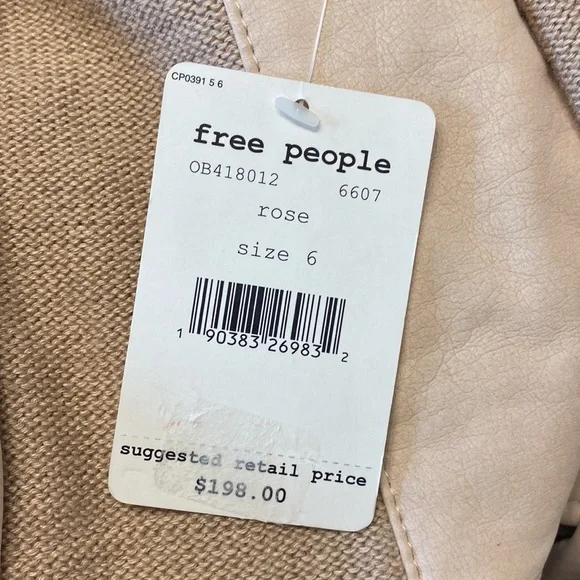 CP0391 5 6
free people
OB418012 6607
rose
size 6
1 90383 26983 2
suggested retail price
$198.00